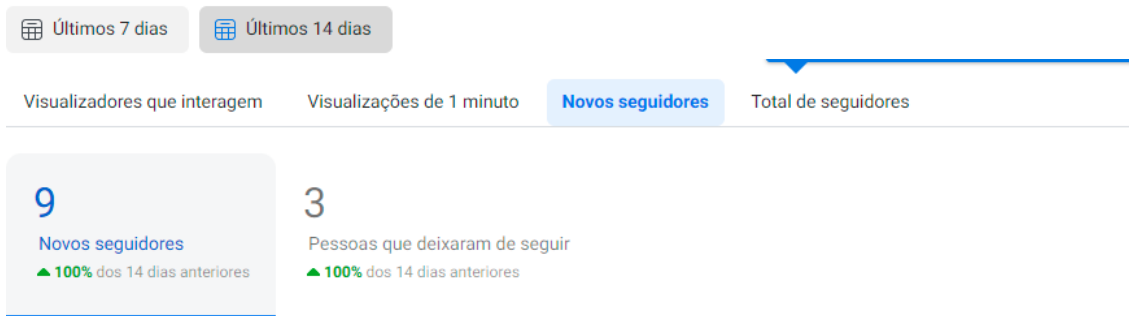 Últimos 7 dias
Últimos 14 dias
Visualizadores que interagem
Visualizações de 1 minuto
Novos seguidores
Total de seguidores
9
Novos seguidores
100% dos 14 dias anteriores
3
Pessoas que deixaram de seguir
100% dos 14 dias anteriores